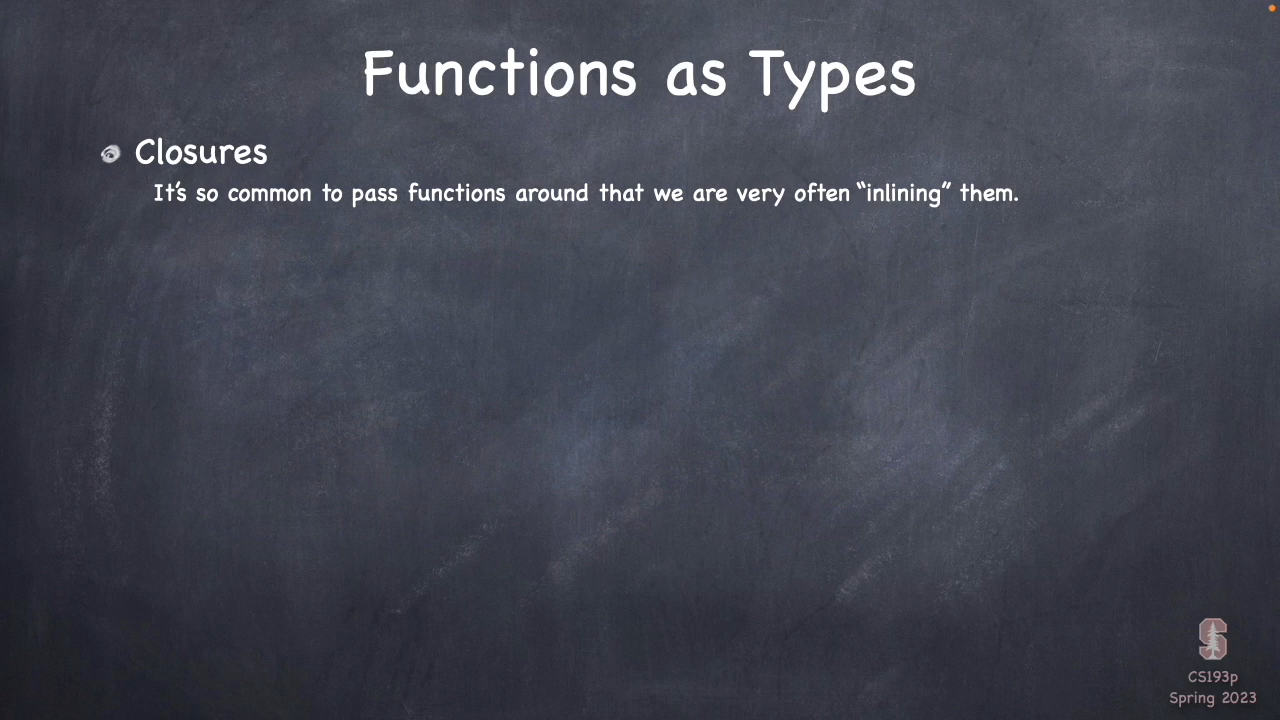 Functions as Types
Closures
It’s so common to pass functions around that we are very often “inlining” them.
S
CS193p
Spring 2023